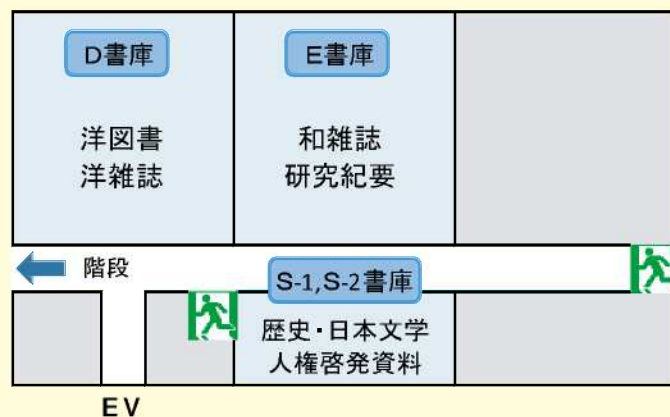 D書庫
E書庫
洋図書
洋雑誌
和雑誌
研究紀要
階段
S-1,S-2書庫
歴史・日本文学
人権啓発資料
EV